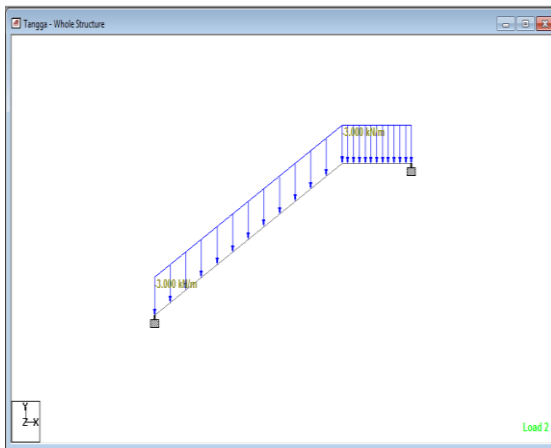 Tangga - Whole Structure
-3.000 kN/m
-3.000 kN/m
Y
Z X
Load 2